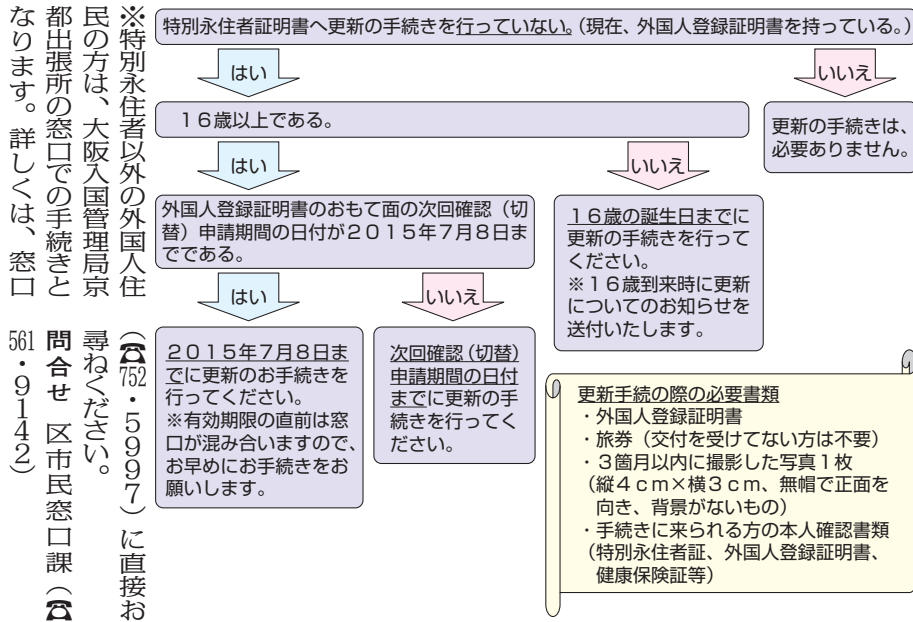 特別永住者証明書へ更新の手続きを行っていない。(現在、外国人登録証明書を持っている。)
はい
いいえ
16歳以上である。
更新の手続きは、
必要ありません。
はい
いいえ
外国人登録証明書のおもて面の次回確認(切
替)申請期間の日付が2015年7月8日ま
でである。
16歳の誕生日までに
更新の手続きを行って
ください。
※16歳到来時に更新
についてのお知らせを
送付いたします。
はい
いいえ
2015年7月8日ま
でに更新のお手続きを
行ってください。
※有効期限の直前は窓
口が混み合いますので、
お早めにお手続きをお
願いします。
次回確認(切替)
申請期間の日付
までに更新の手
続きを行ってく
ださい。
更新手続の際の必要書類
・外国人登録証明書
・旅券(交付を受けてない方は不要)
・3箇月以内に撮影した写真1枚
(縦4cm×横3cm、無帽で正面を
向き、背景がないもの)
・手続きに来られる方の本人確認書類
(特別永住者証、外国人登録証明書、
健康保険証等)
※特別永住者以外の外国人住
民の方は、大阪入国管理局京
都出張所の窓口での手続きと
なります。詳しくは、窓口
(☎752・5997)に直接お
尋ねください。
問合せ 区市民窓口課(☎
561・9142)